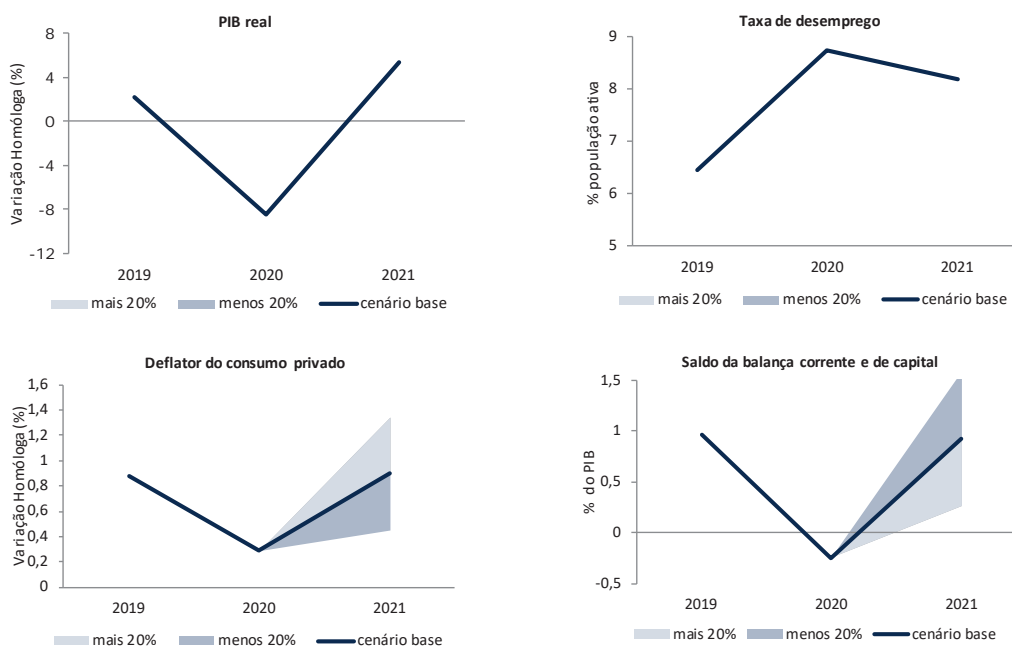 PIB real
Variação Homóloga (%)
8
4
0
-4
-8
-12
2019 2020 2021
mais 20% menos 20% cenário base
Taxa de desemprego
% população ativa
9
8
7
6
5
2019 2020 2021
mais 20% menos 20% cenário base
Deflator do consumo privado
Variação Homóloga (%)
1,6
1,4
1,2
1
0,8
0,6
0,4
0,2
0
2019 2020 2021
mais 20% menos 20% cenário base
Saldo da balança corrente e de capital
% do PIB
1,5
1
0,5
0
-0,5
2019 2020 2021
mais 20% menos 20% cenário base